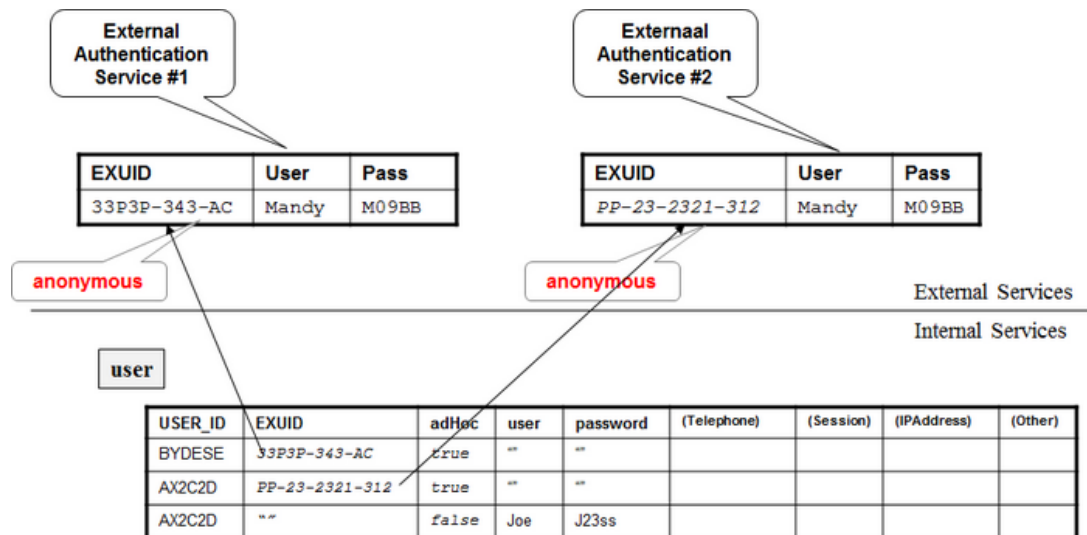 External
Authentication
Service #1
Externaal
Authentication
Service #2
EXUID User Pass
33P3P-343-AC Mandy M09BB
EXUID User Pass
PP-23-2321-312 Mandy M09BB
anonymous
anonymous
External Services
Internal Services
user
USER_ID EXUID adHoc user password (Telephone) (Session) (IPAddress) (Other)
BYDESE 33P3P-343-AC true “” “”
AX2C2D PP-23-2321-312 true “” “”
AX2C2D “” false Joe J23ss